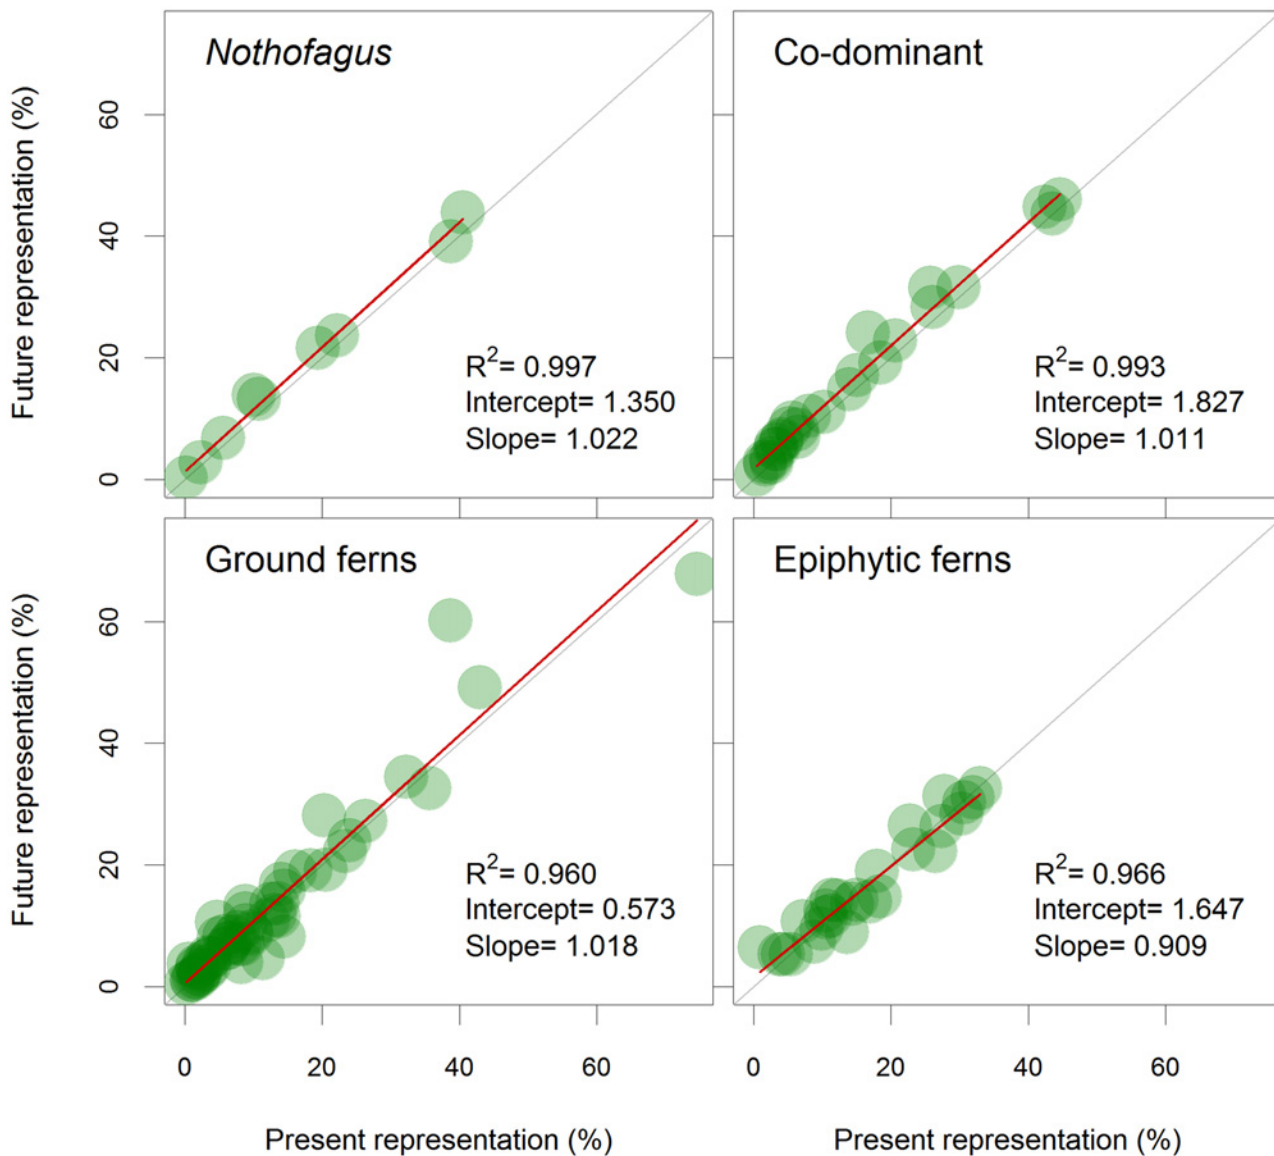 Nothofagus
Co-dominant
Future representation (%)
60
40
20
0
R2= 0.997
Intercept= 1.350
Slope= 1.022
R2= 0.993
Intercept= 1.827
Slope= 1.011
Ground ferns
Epiphytic ferns
Future representation (%)
60
40
20
0
R2= 0.960
Intercept= 0.573
Slope= 1.018
R2= 0.966
Intercept= 1.647
Slope= 0.909
0 20 40 60
0 20 40 60
Present representation (%)
Present representation (%)